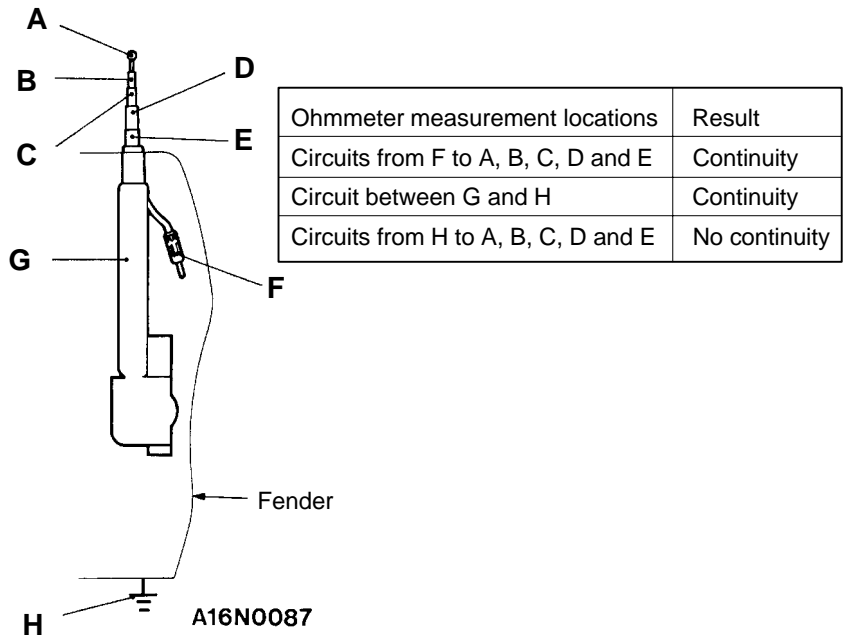 A
B
D
C
E
G
F
Ohmmeter measurement locations Result
Circuits from F to A, B, C, D and E Continuity
Circuit between G and H Continuity
Circuits from H to A, B, C, D and E No continuity
Fender
H
A16N0087